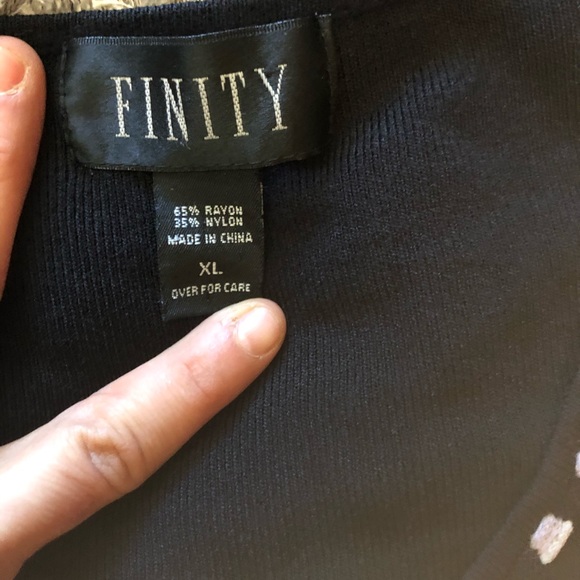 FINITY
65% RAYON
35% NYLON
MADE IN CHINA
XL
OVER FOR CARE